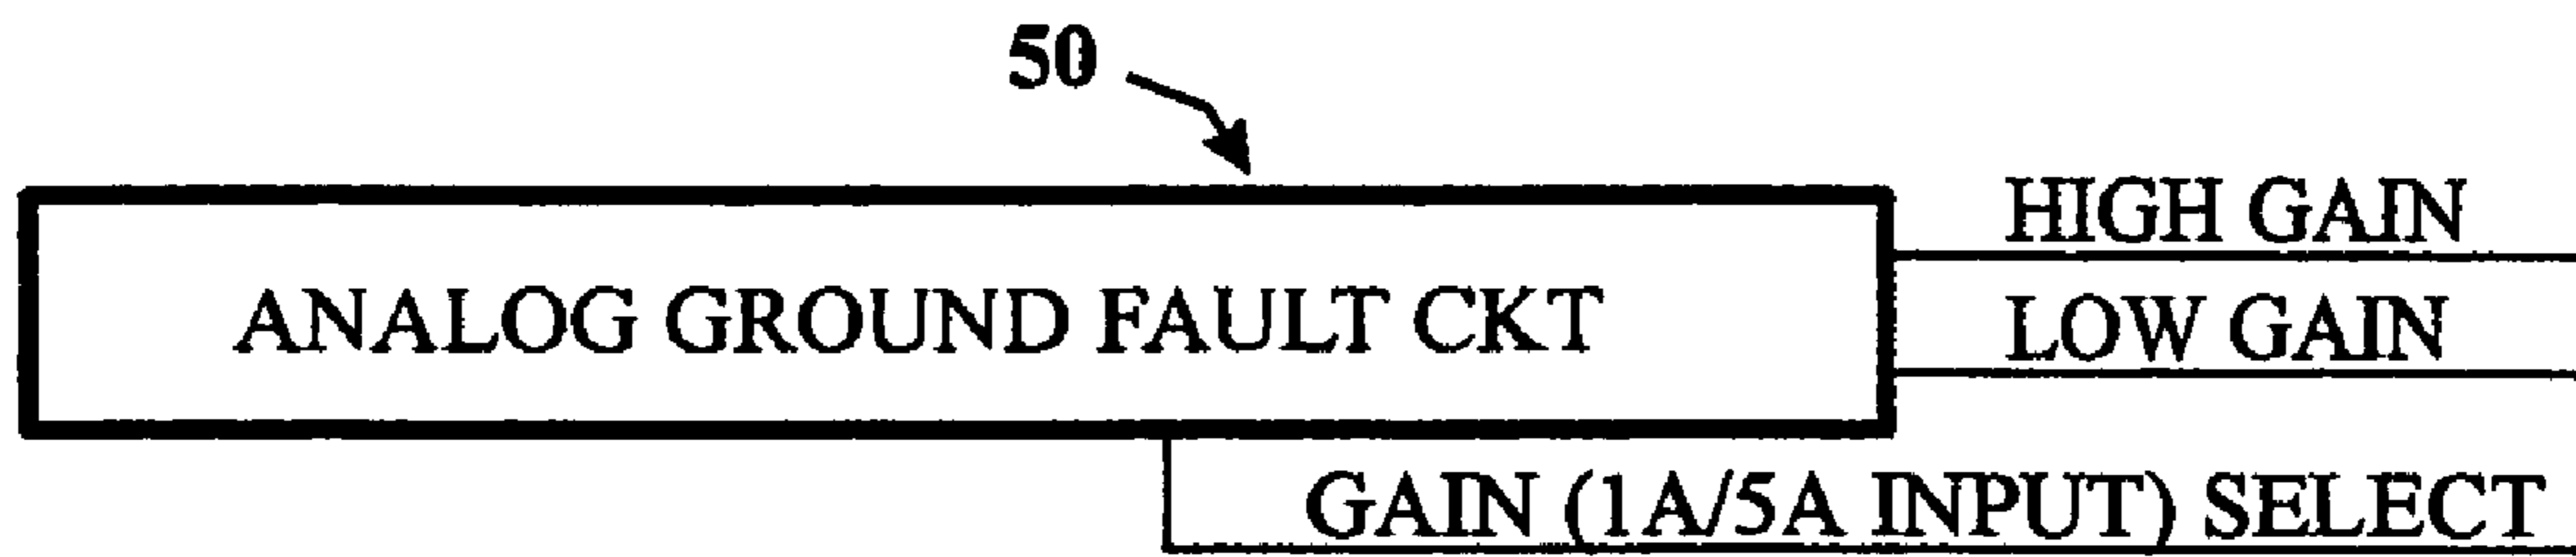 50
HIGH GAIN
ANALOG GROUND FAULT CKT
LOW GAIN
GAIN (1A/5A INPUT) SELECT